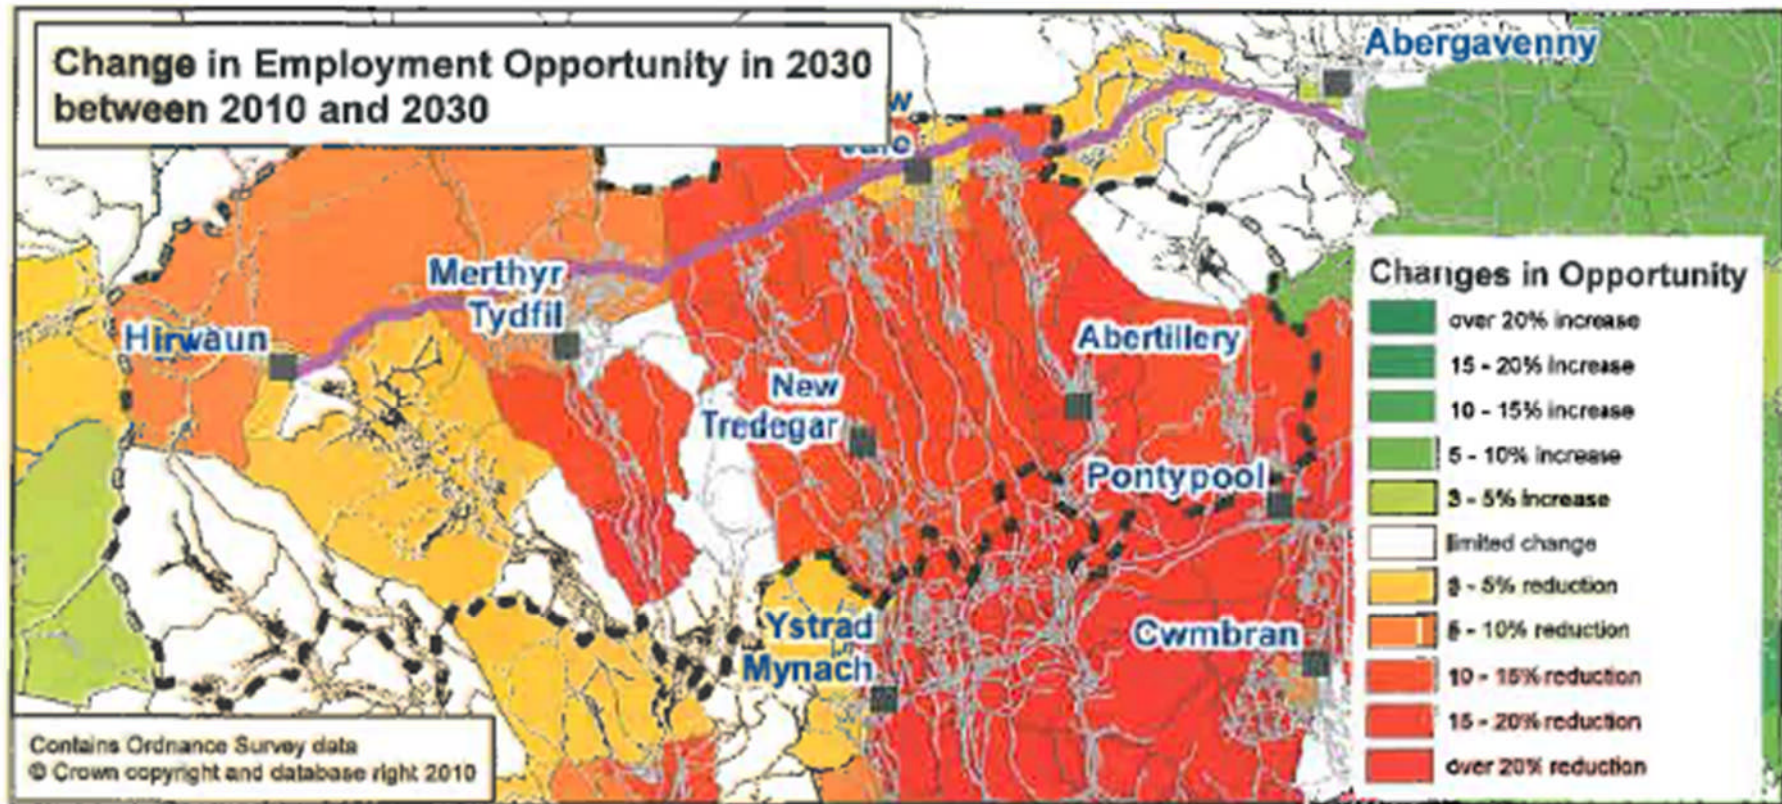 Change in Employment Opportunity in 2030
between 2010 and 2030
Abergavenny
Merthyr
Tydfil
Hirwaun
Abertillery
New
Tredegar
Pontypool
Ystrad
Mynach
Cwmbran
Changes in Opportunity
over 20% increase
15 - 20% increase
10 - 15% increase
5 - 10% increase
3 - 5% increase
limited change
3 - 5% reduction
5 - 10% reduction
10 - 15% reduction
15 - 20% reduction
over 20% reduction
Contains Ordnance Survey data
© Crown copyright and database right 2010